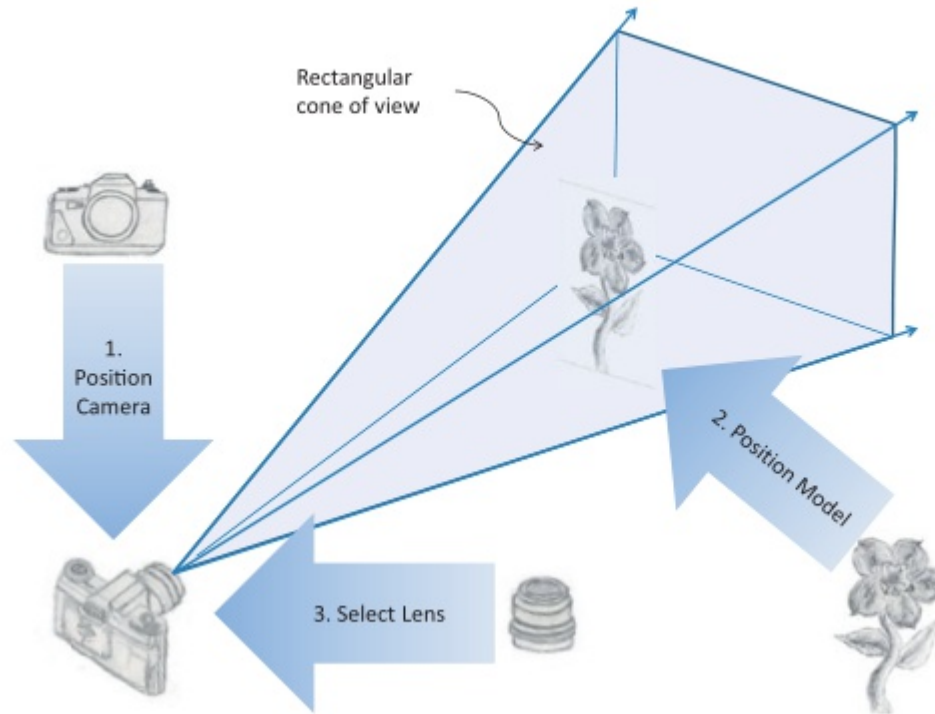 Rectangular
cone of view
1.
Position
Camera
2. Position Model
3. Select Lens